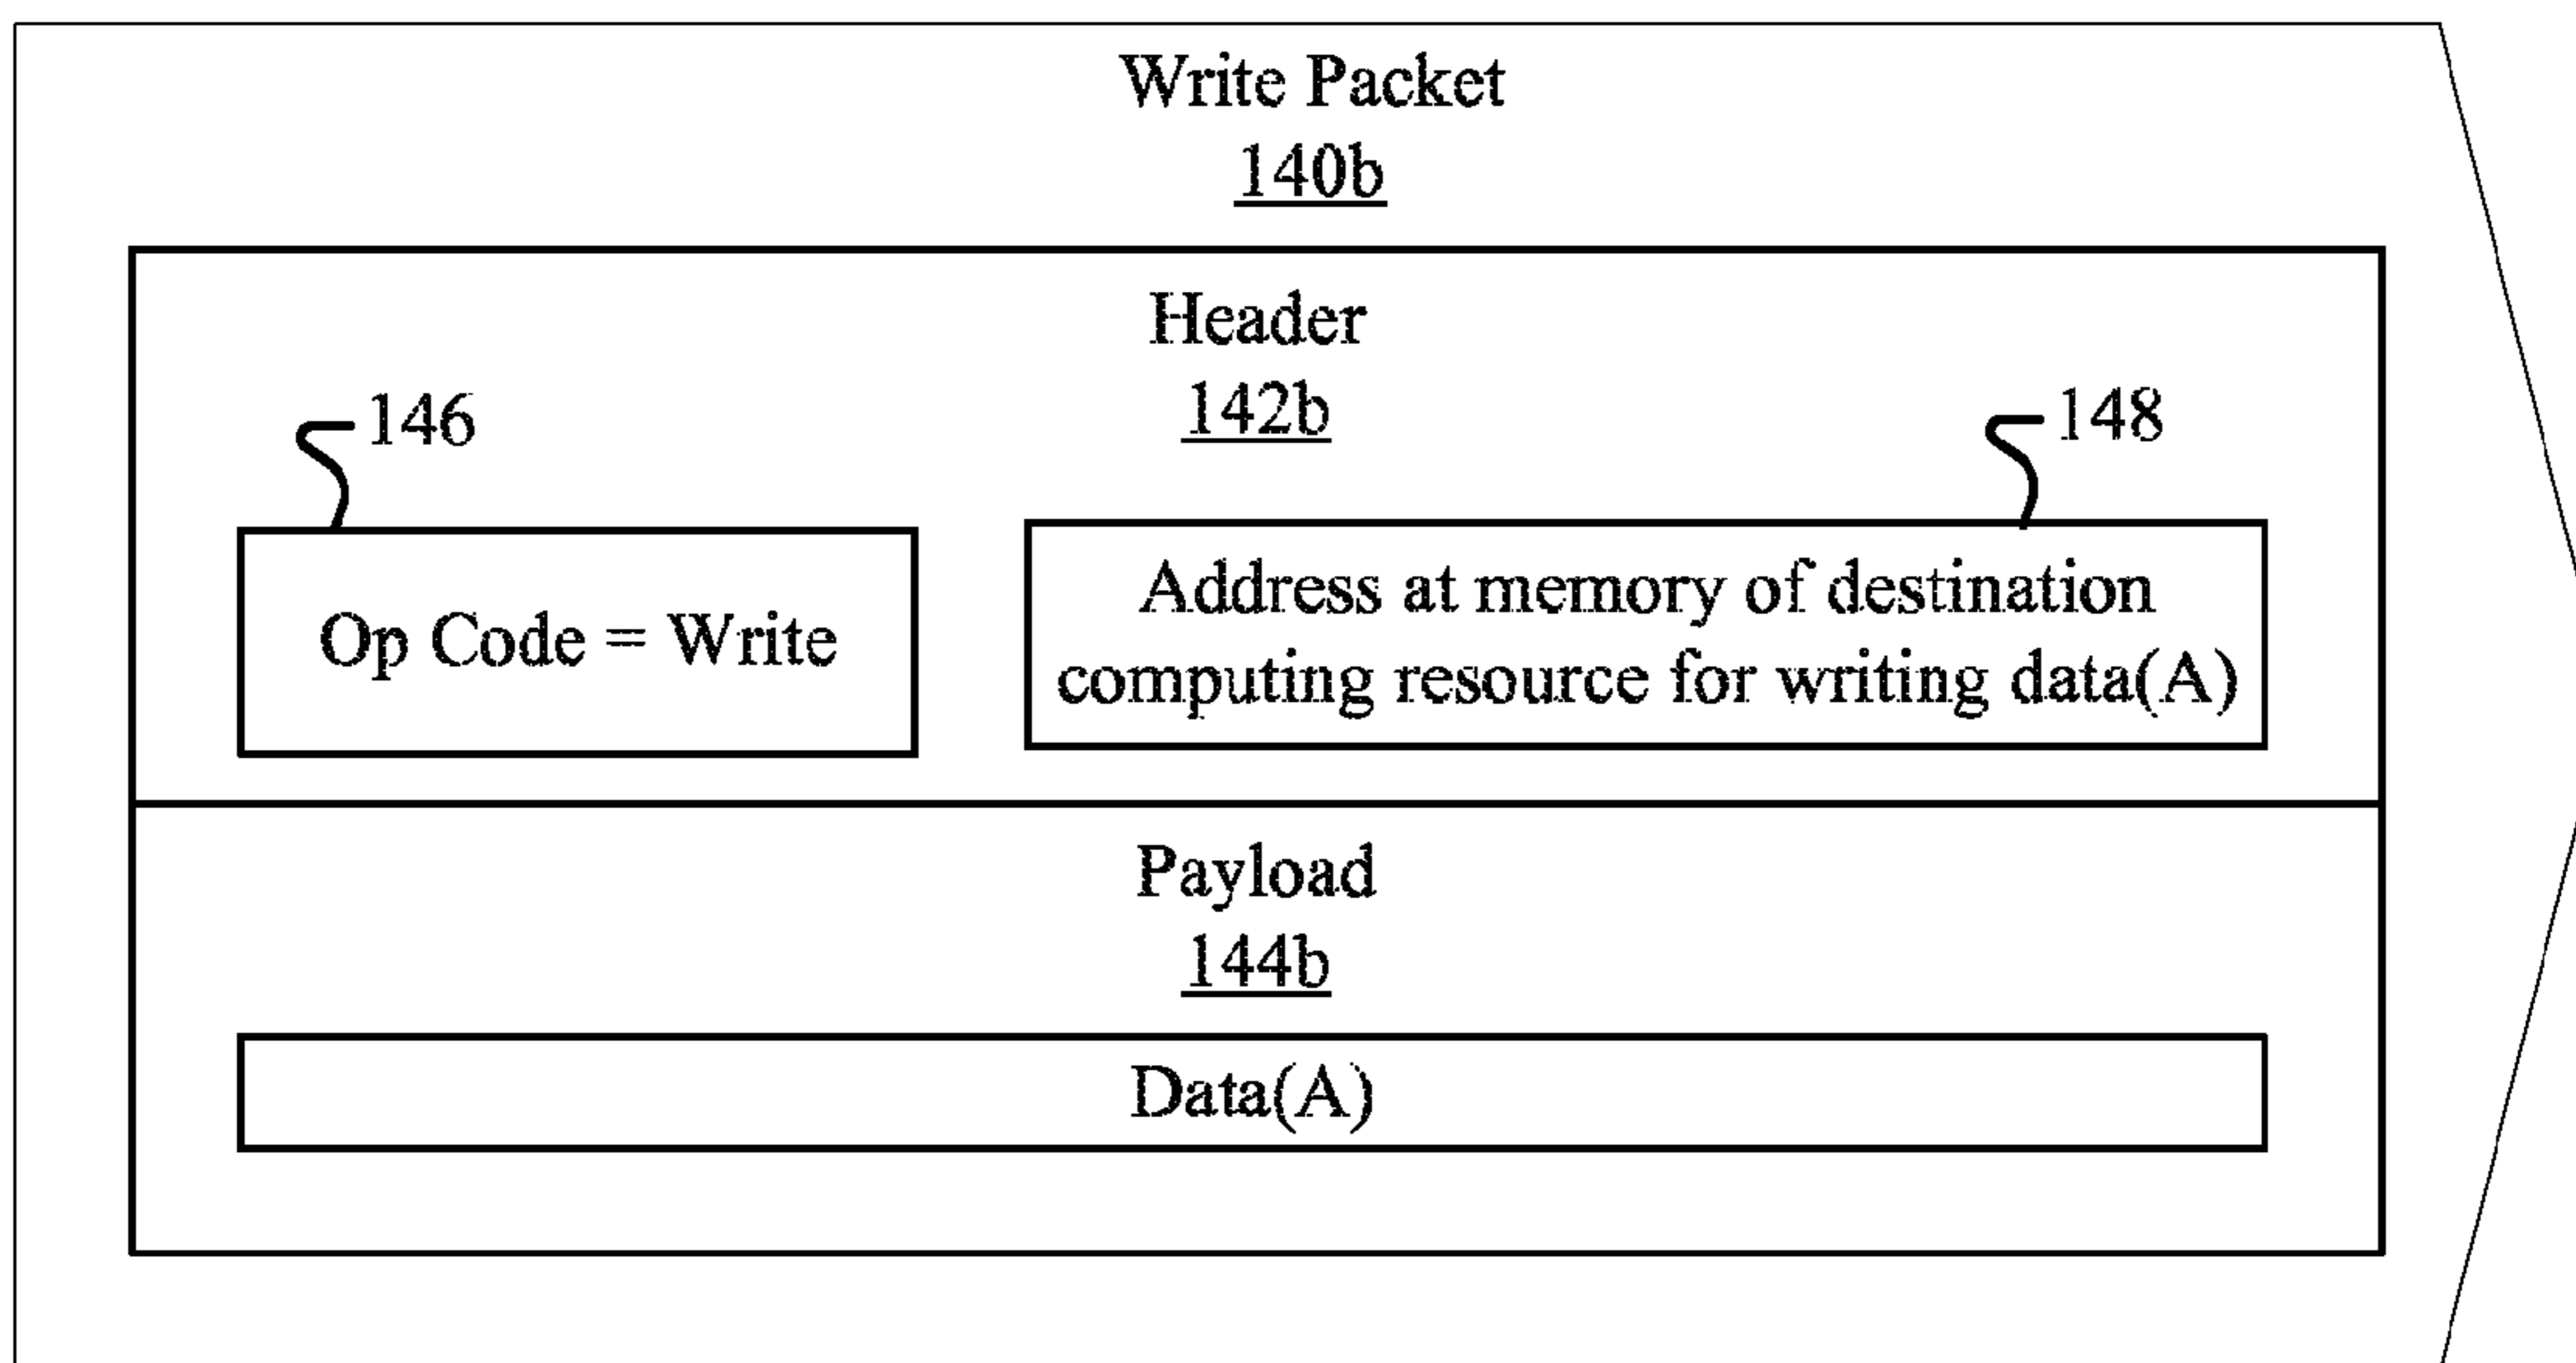 Write Packet
140b
Header
142b
146
148
Op Code = Write
Address at memory of destination
computing resource for writing data(A)
Payload
144b
Data(A)